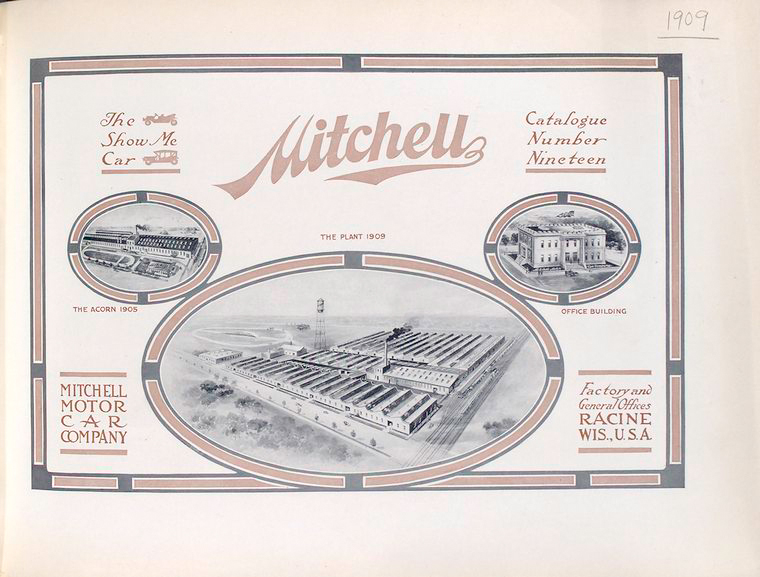 1909
The
Show Me
Car
Mitchell
Catalogue
Number
Nineteen
THE PLANT 1909
THE ACORN 1905
OFFICE BUILDING
MITCHELL
MOTOR
CAR
COMPANY
Factory and
General Offices
RACINE
WIS., U.S.A.